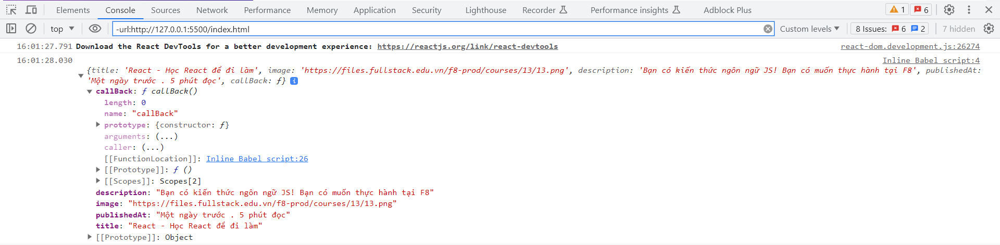 Elements Console Sources Network Performance Memory Application Security Lighthouse Recorder Performance insights Adblock Plus 1 6
top -url:http://127.0.0.1:5500/index.html Custom levels 8 Issues: 6 2 7 hidden
16:01:27.791 Download the React DevTools for a better development experience: https://reactjs.org/link/react-devtools react-dom.development.js:26274
16:01:28.030 Inline Babel script:4
{title: 'React - Học React để đi làm', image: 'https://files.fullstack.edu.vn/f8-prod/courses/13/13.png', description: 'Bạn có kiến thức ngôn ngữ JS! Bạn có muốn thực hành tại F8', publishedAt:
'Một ngày trước . 5 phút đọc', callBack: ƒ} i
callBack: ƒ callBack()
length: 0
name: "callBack"
prototype: {constructor: ƒ}
arguments: (...)
caller: (...)
[[FunctionLocation]]: Inline Babel script:26
[[Prototype]]: ƒ ()
[[Scopes]]: Scopes[2]
description: "Bạn có kiến thức ngôn ngữ JS! Bạn có muốn thực hành tại F8"
image: "https://files.fullstack.edu.vn/f8-prod/courses/13/13.png"
publishedAt: "Một ngày trước . 5 phút đọc"
title: "React - Học React để đi làm"
[[Prototype]]: Object